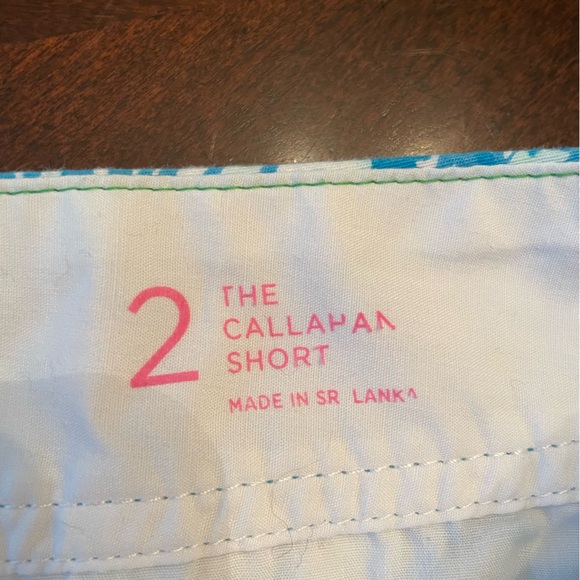 2
THE
CALLAHAN
SHORT
MADE IN SRI LANKA